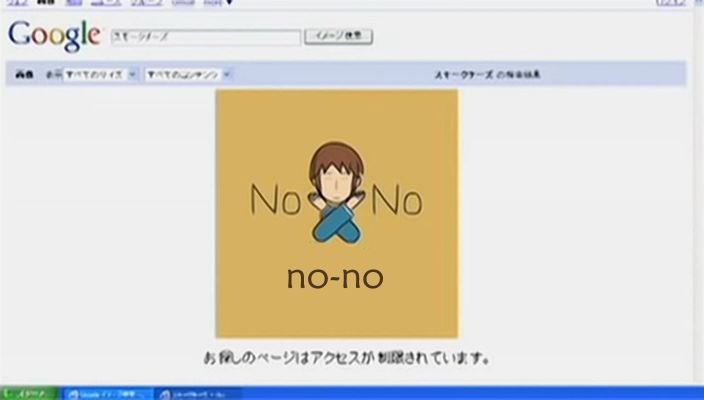 more ▼
Google
スモークチーズ イメージ検索
画像 表示 すべてのサイズ すべてのコンテンツ スモークチーズ の検索結果
No No
no-no
お探しのページはアクセスが制限されています。